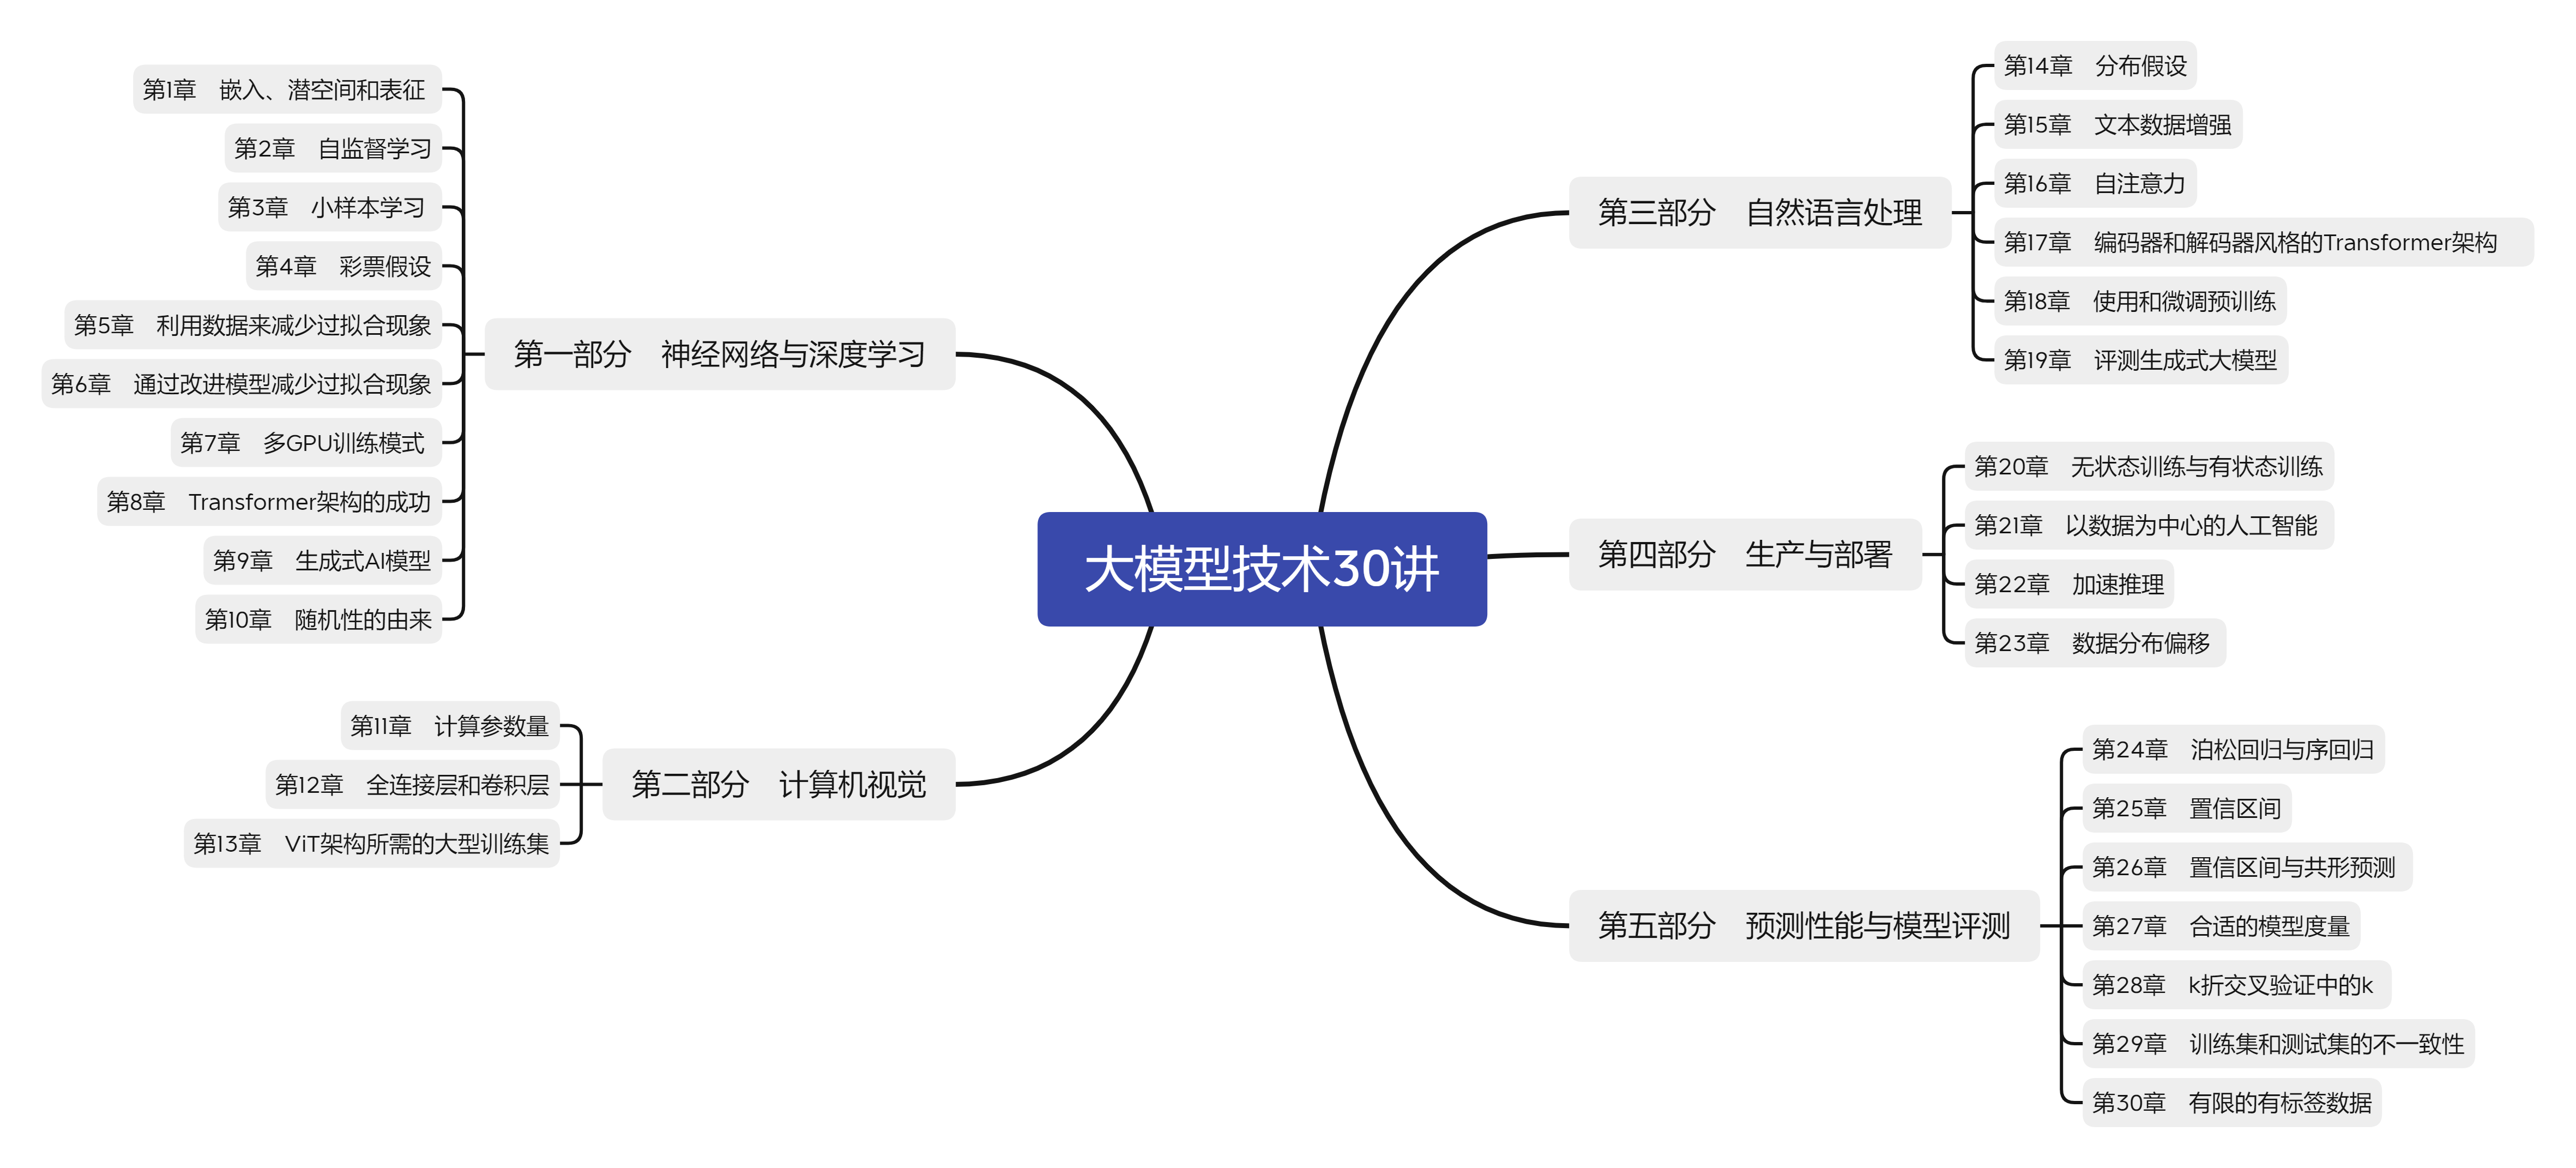 大模型技术30讲
第一部分　神经网络与深度学习
第1章　嵌入、潜空间和表征
第2章　自监督学习
第3章　小样本学习
第4章　彩票假设
第5章　利用数据来减少过拟合现象
第6章　通过改进模型减少过拟合现象
第7章　多GPU训练模式
第8章　Transformer架构的成功
第9章　生成式AI模型
第10章　随机性的由来
第二部分　计算机视觉
第11章　计算参数量
第12章　全连接层和卷积层
第13章　ViT架构所需的大型训练集
第三部分　自然语言处理
第14章　分布假设
第15章　文本数据增强
第16章　自注意力
第17章　编码器和解码器风格的Transformer架构
第18章　使用和微调预训练
第19章　评测生成式大模型
第四部分　生产与部署
第20章　无状态训练与有状态训练
第21章　以数据为中心的人工智能
第22章　加速推理
第23章　数据分布偏移
第五部分　预测性能与模型评测
第24章　泊松回归与序回归
第25章　置信区间
第26章　置信区间与共形预测
第27章　合适的模型度量
第28章　k折交叉验证中的k
第29章　训练集和测试集的不一致性
第30章　有限的有标签数据